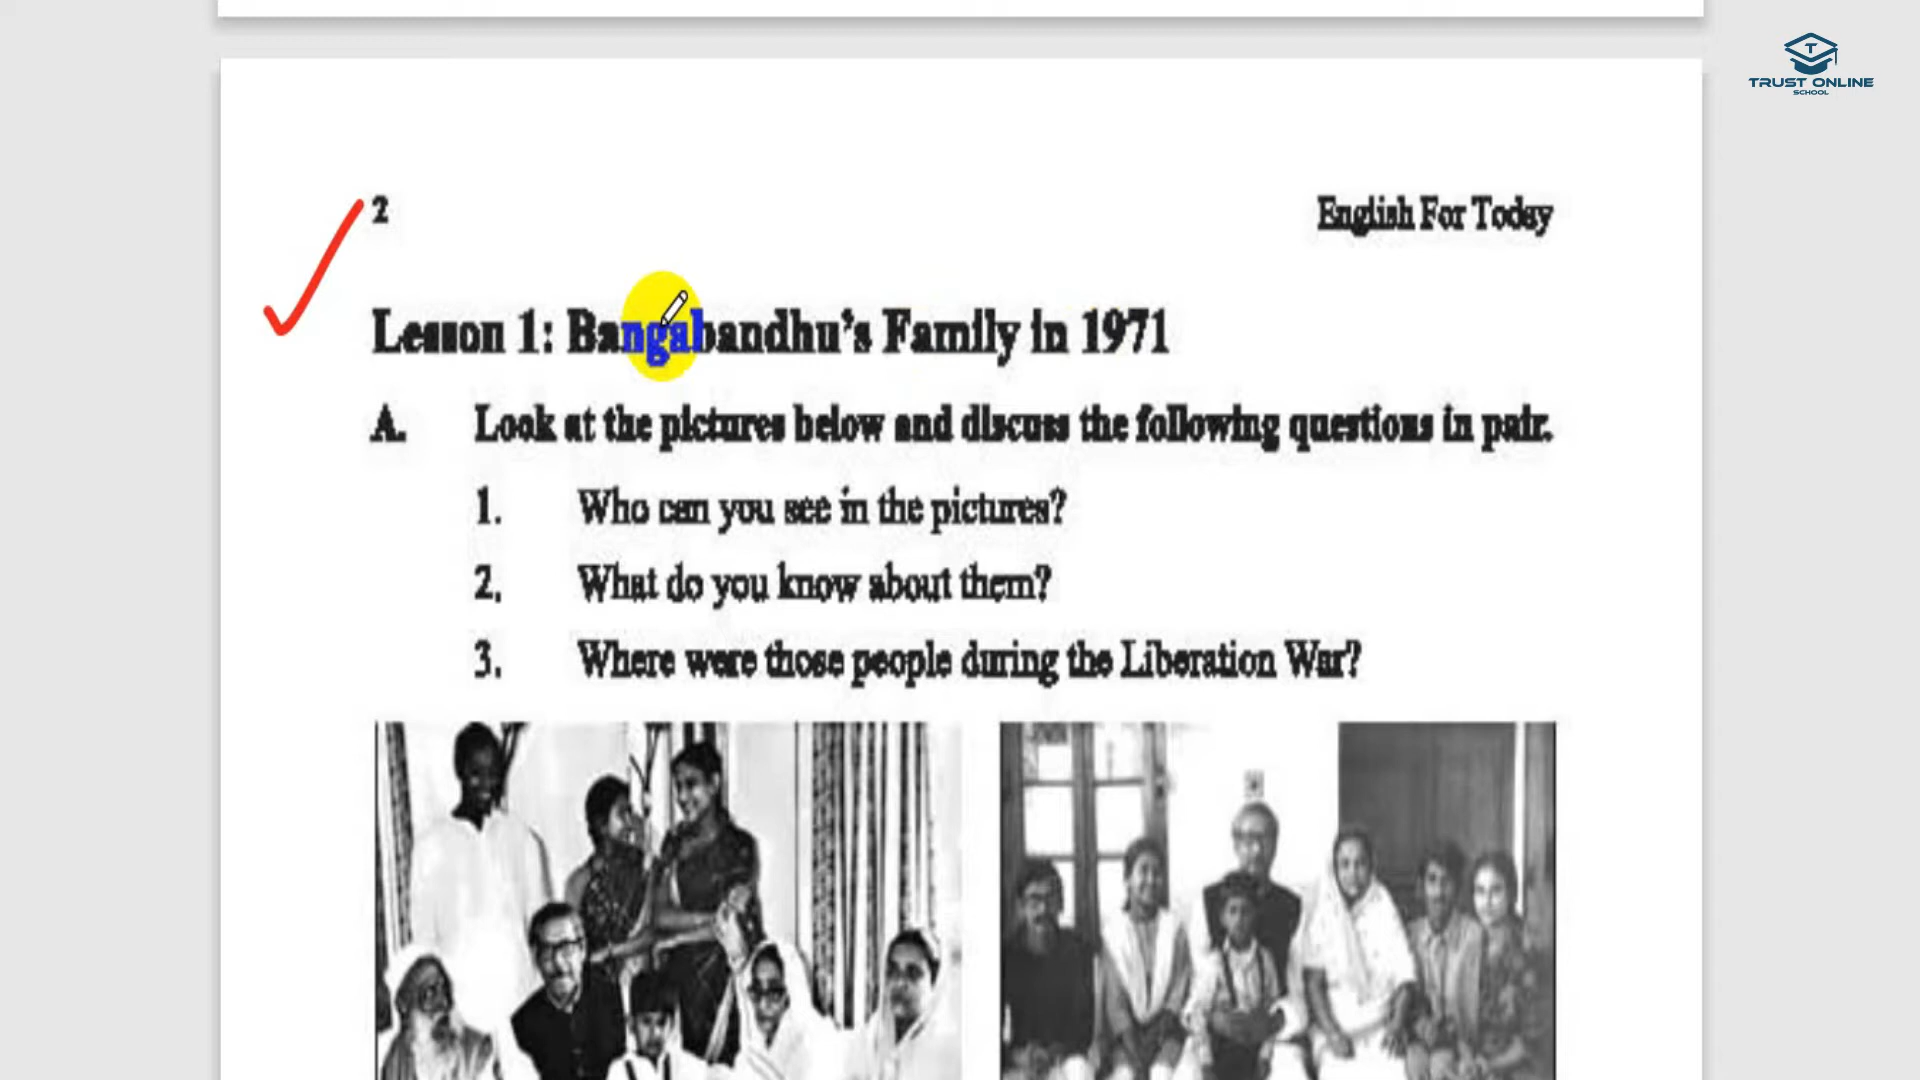 TRUST ONLINE
SCHOOL
2
English For Today
Lesson 1: Bangabandhu's Family in 1971
A. Look at the pictures below and discuss the following questions in pair.
1. Who can you see in the pictures?
2. What do you know about them?
3. Where were those people during the Liberation War?